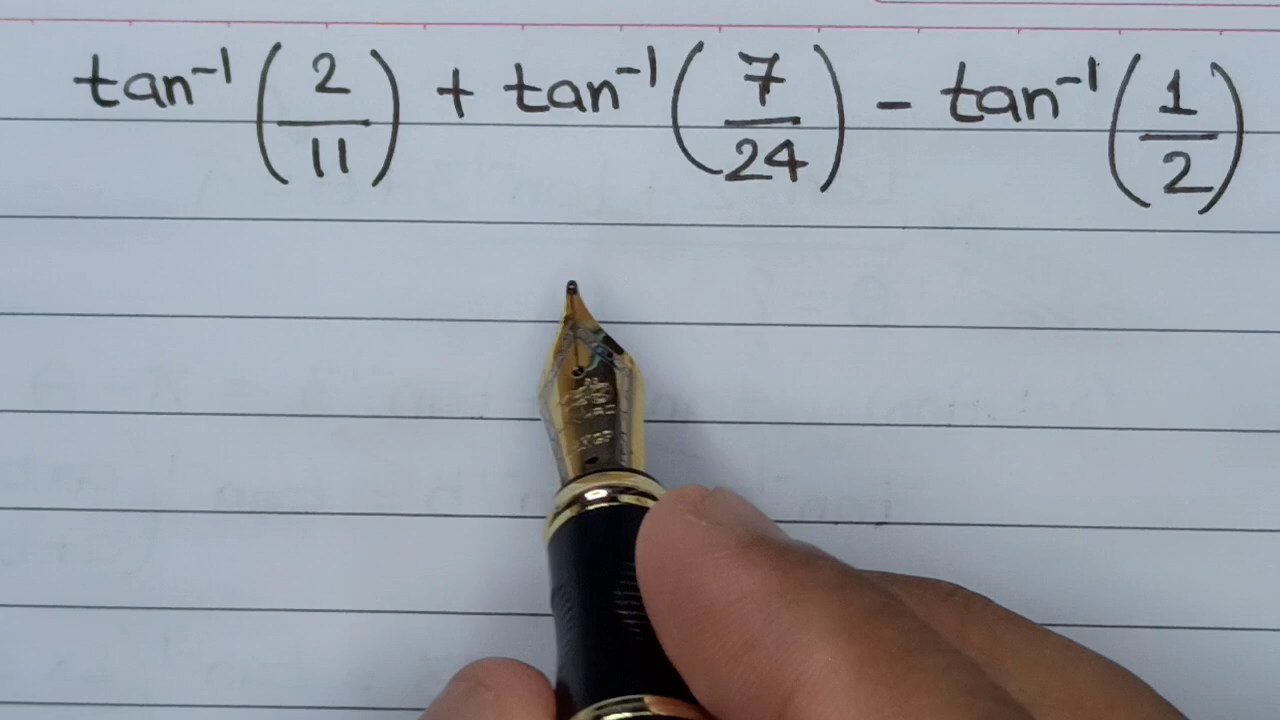 tan⁻¹(2/11) + tan⁻¹(7/24) - tan⁻¹(1/2)